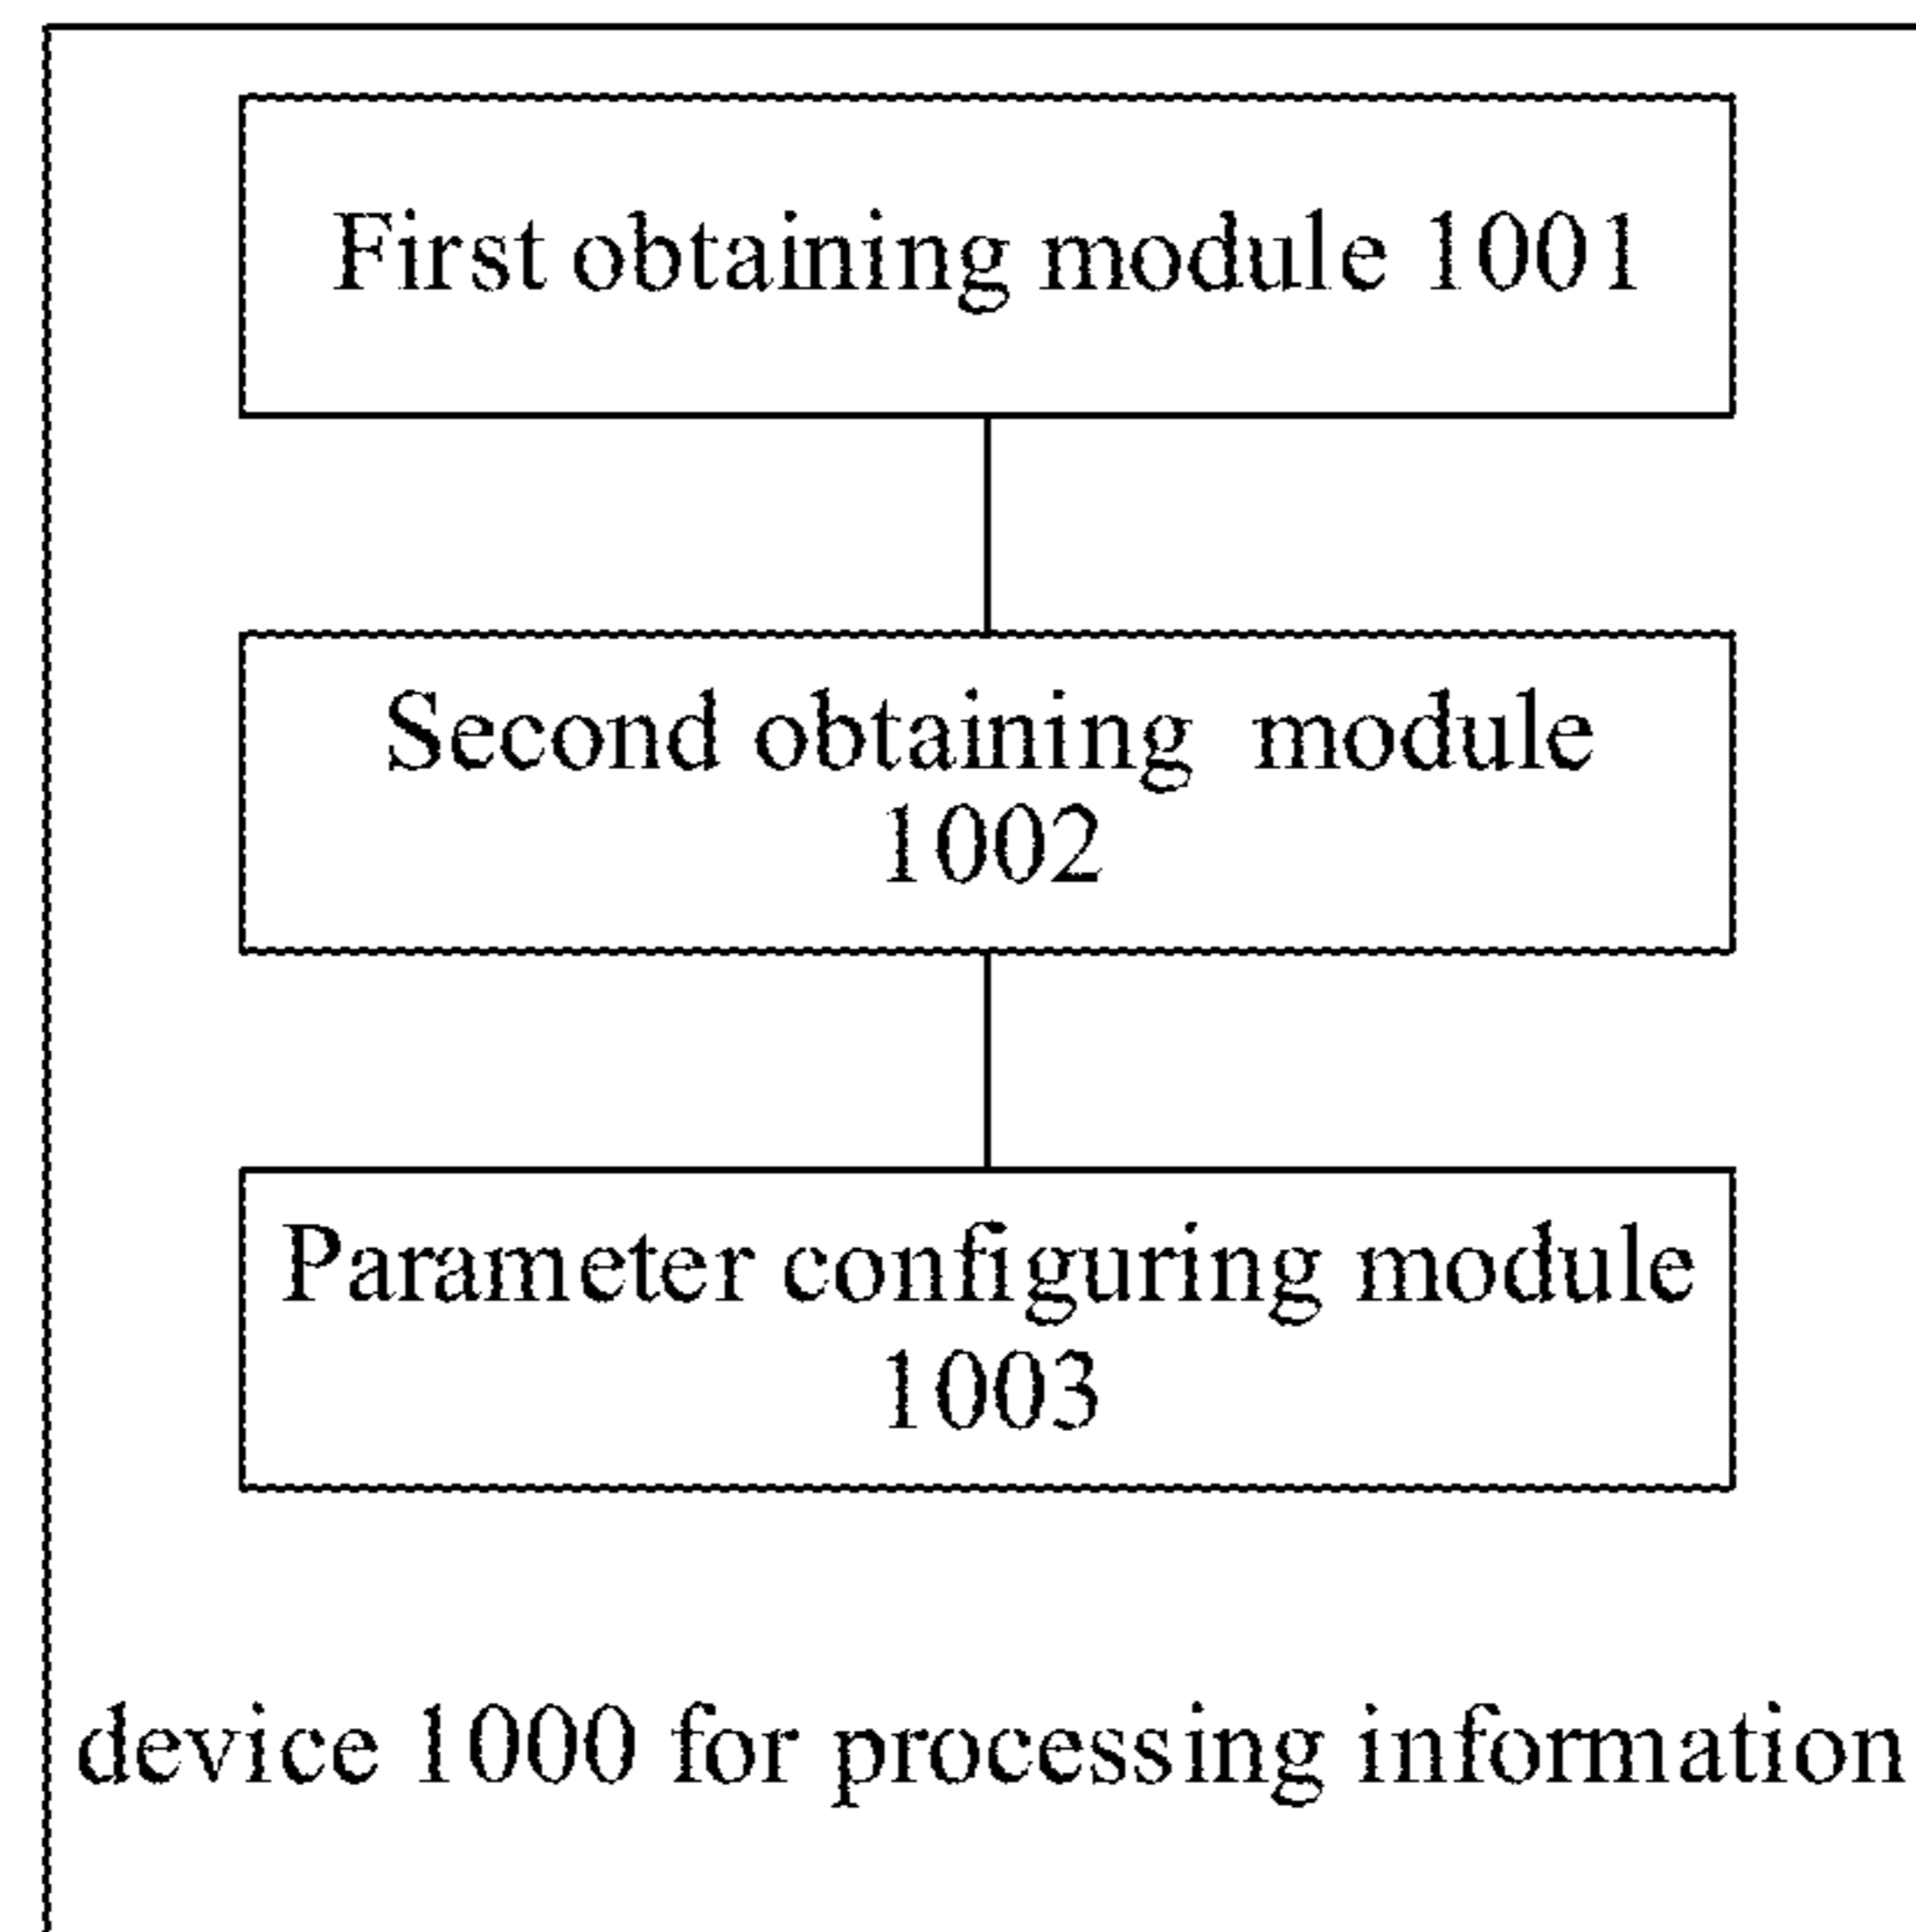 First obtaining module 1001
Second obtaining module
1002
Parameter configuring module
1003
device 1000 for processing information